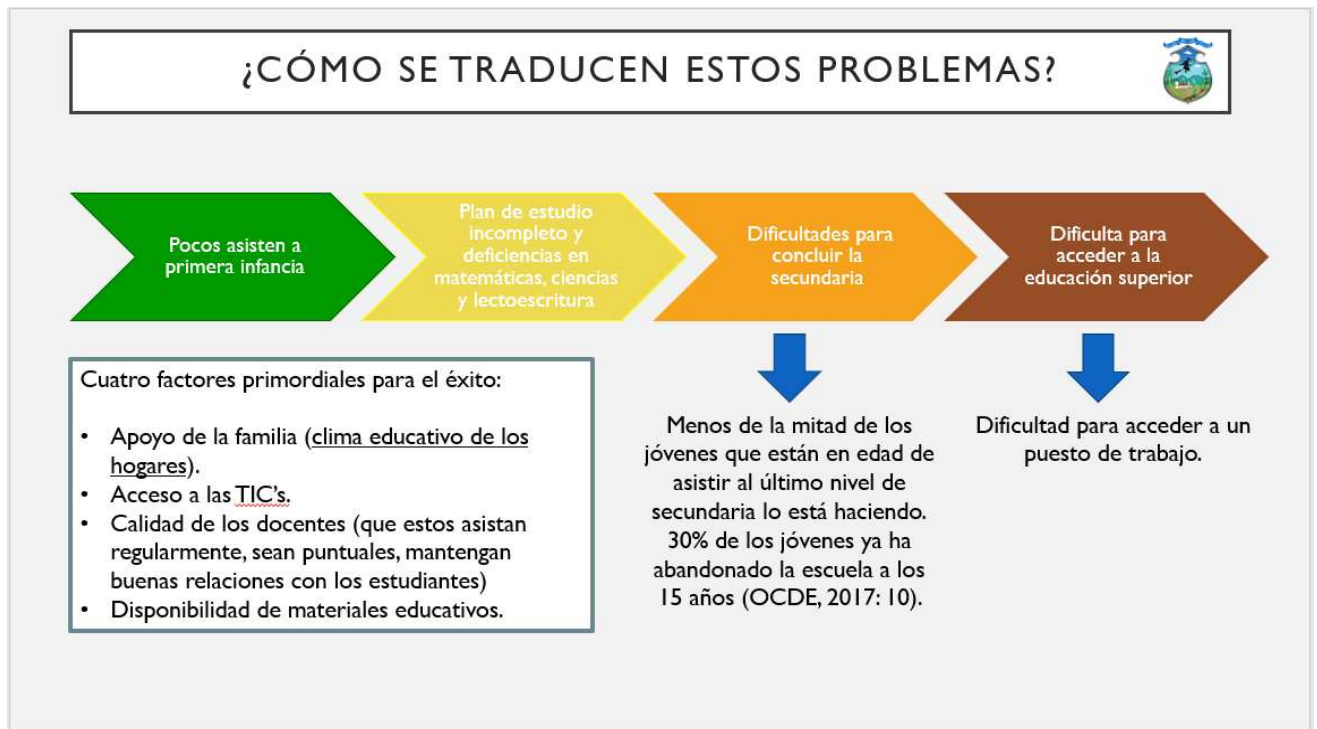 ¿CÓMO SE TRADUCEN ESTOS PROBLEMAS?
Pocos asisten a
primera infancia
Plan de estudio
incompleto y
deficiencias en
matemáticas, ciencias
y lectoescritura
Dificultades para
concluir la
secundaria
Dificulta para
acceder a la
educación superior
Cuatro factores primordiales para el éxito:
• Apoyo de la familia (clima educativo de los
hogares).
• Acceso a las TIC's.
• Calidad de los docentes (que estos asistan
regularmente, sean puntuales, mantengan
buenas relaciones con los estudiantes)
• Disponibilidad de materiales educativos.
Menos de la mitad de los
jóvenes que están en edad de
asistir al último nivel de
secundaria lo está haciendo.
30% de los jóvenes ya ha
abandonado la escuela a los
15 años (OCDE, 2017: 10).
Dificultad para acceder a un
puesto de trabajo.